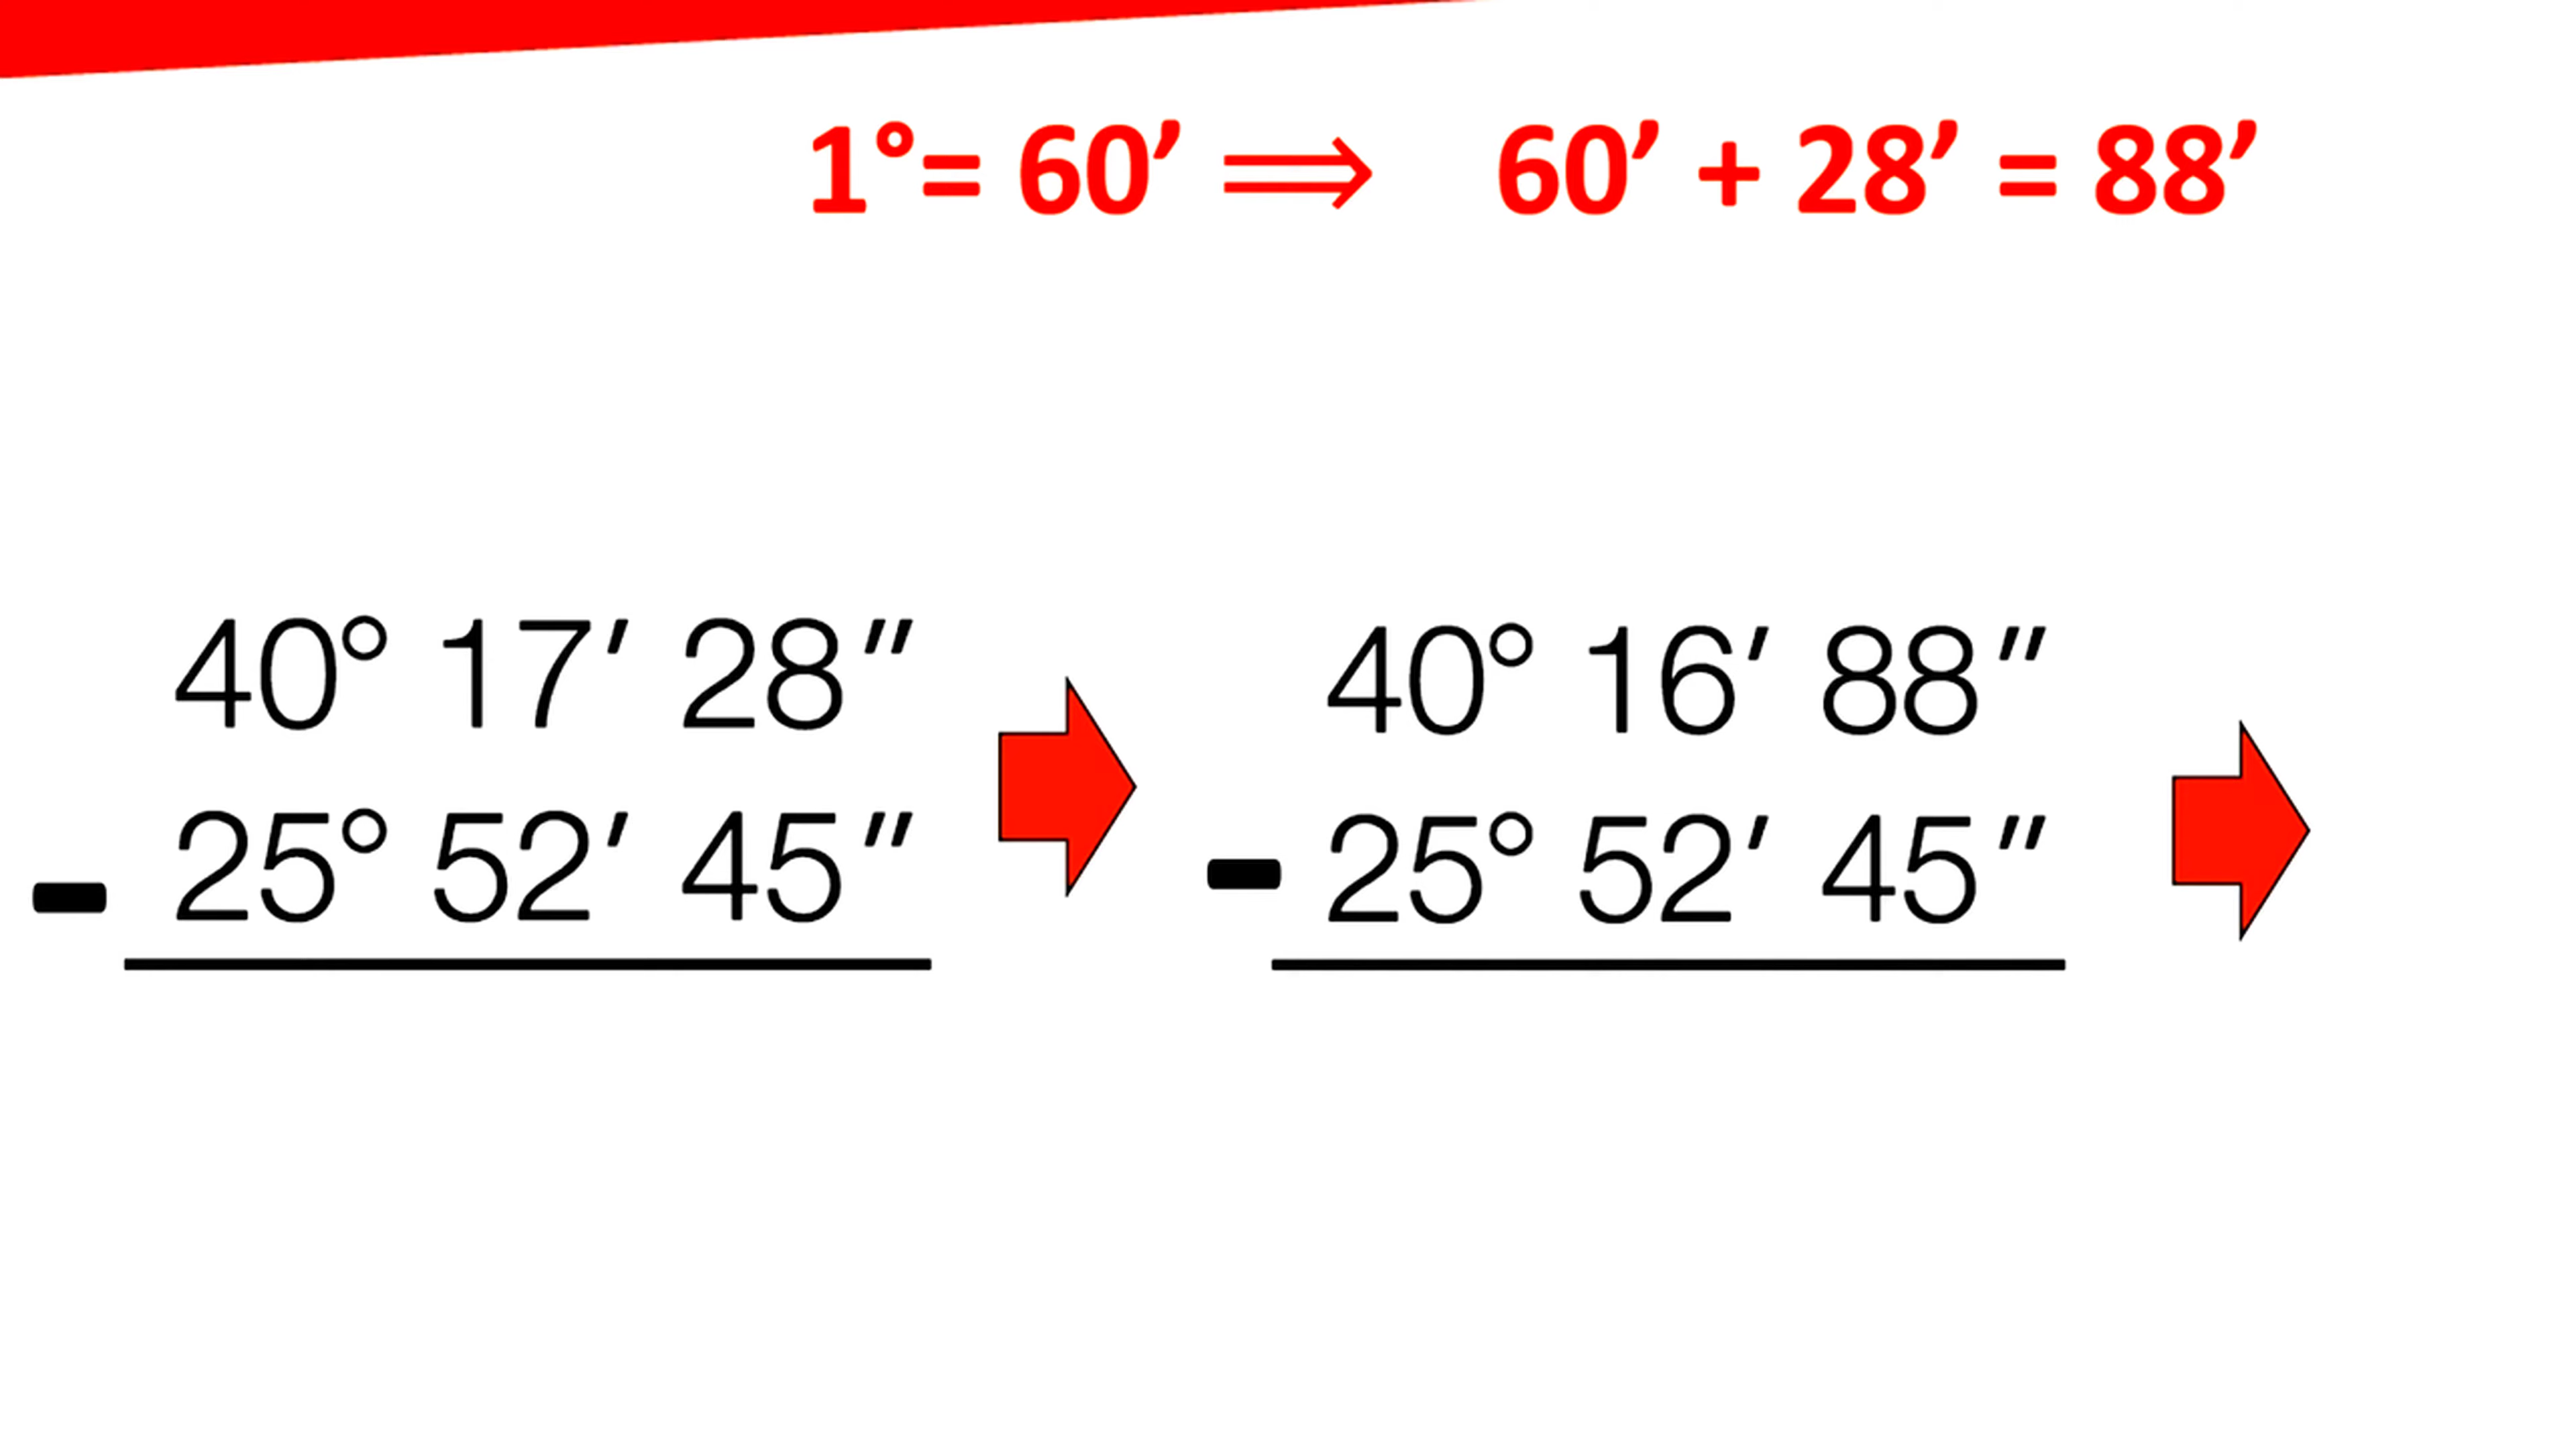 1°= 60’ ⟹ 60’ + 28’ = 88’
40° 17′ 28″
- 25° 52′ 45″
40° 16′ 88″
- 25° 52′ 45″